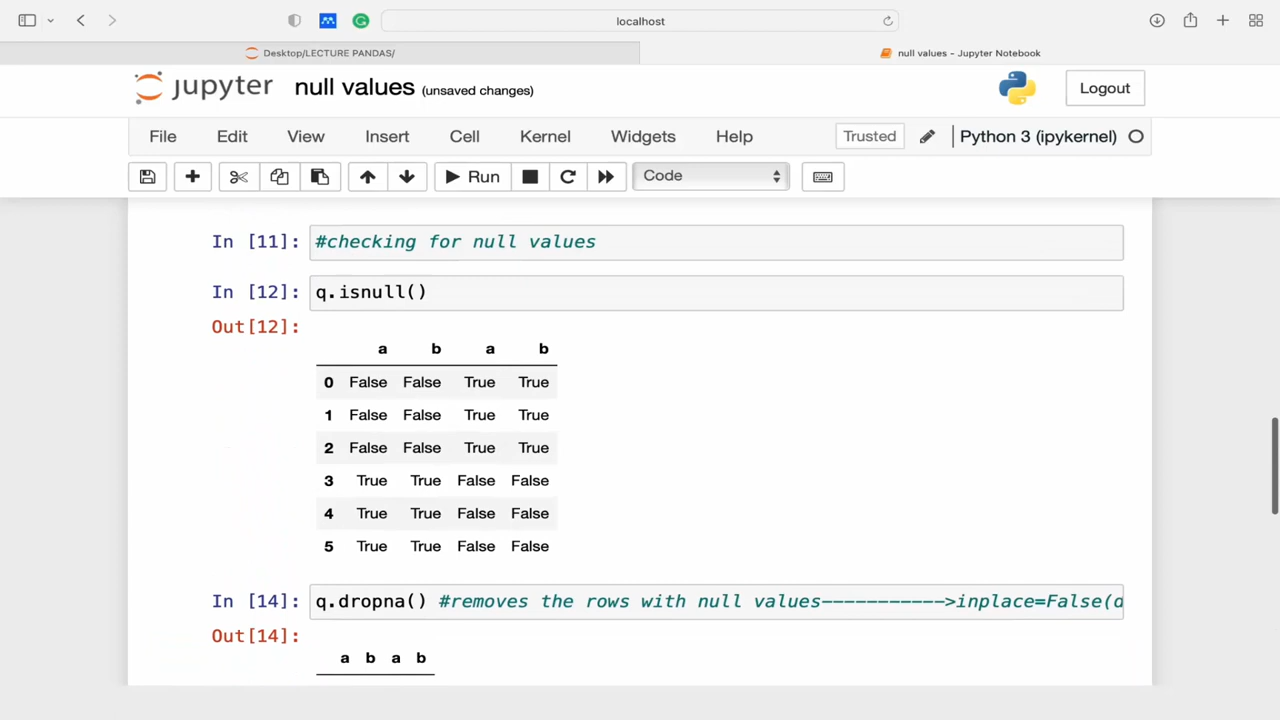 localhost
Desktop/LECTURE PANDAS/
null values - Jupyter Notebook
jupyter null values (unsaved changes)
Logout
File Edit View Insert Cell Kernel Widgets Help Trusted Python 3 (ipykernel)
Run Code
In [11]: #checking for null values
In [12]: q.isnull()
Out[12]:
a b a b
0 False False True True
1 False False True True
2 False False True True
3 True True False False
4 True True False False
5 True True False False
In [14]: q.dropna() #removes the rows with null values----------->inplace=False(d
Out[14]:
a b a b